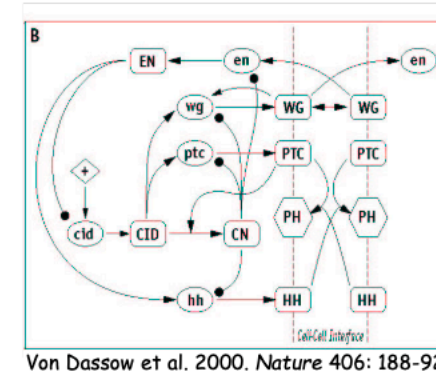 B
EN en en
wg WG WG
ptc PTC PTC
+
PH PH
cid CID CN
hh HH HH
Cell-Cell Interface
Von Dassow et al. 2000. Nature 406: 188-92